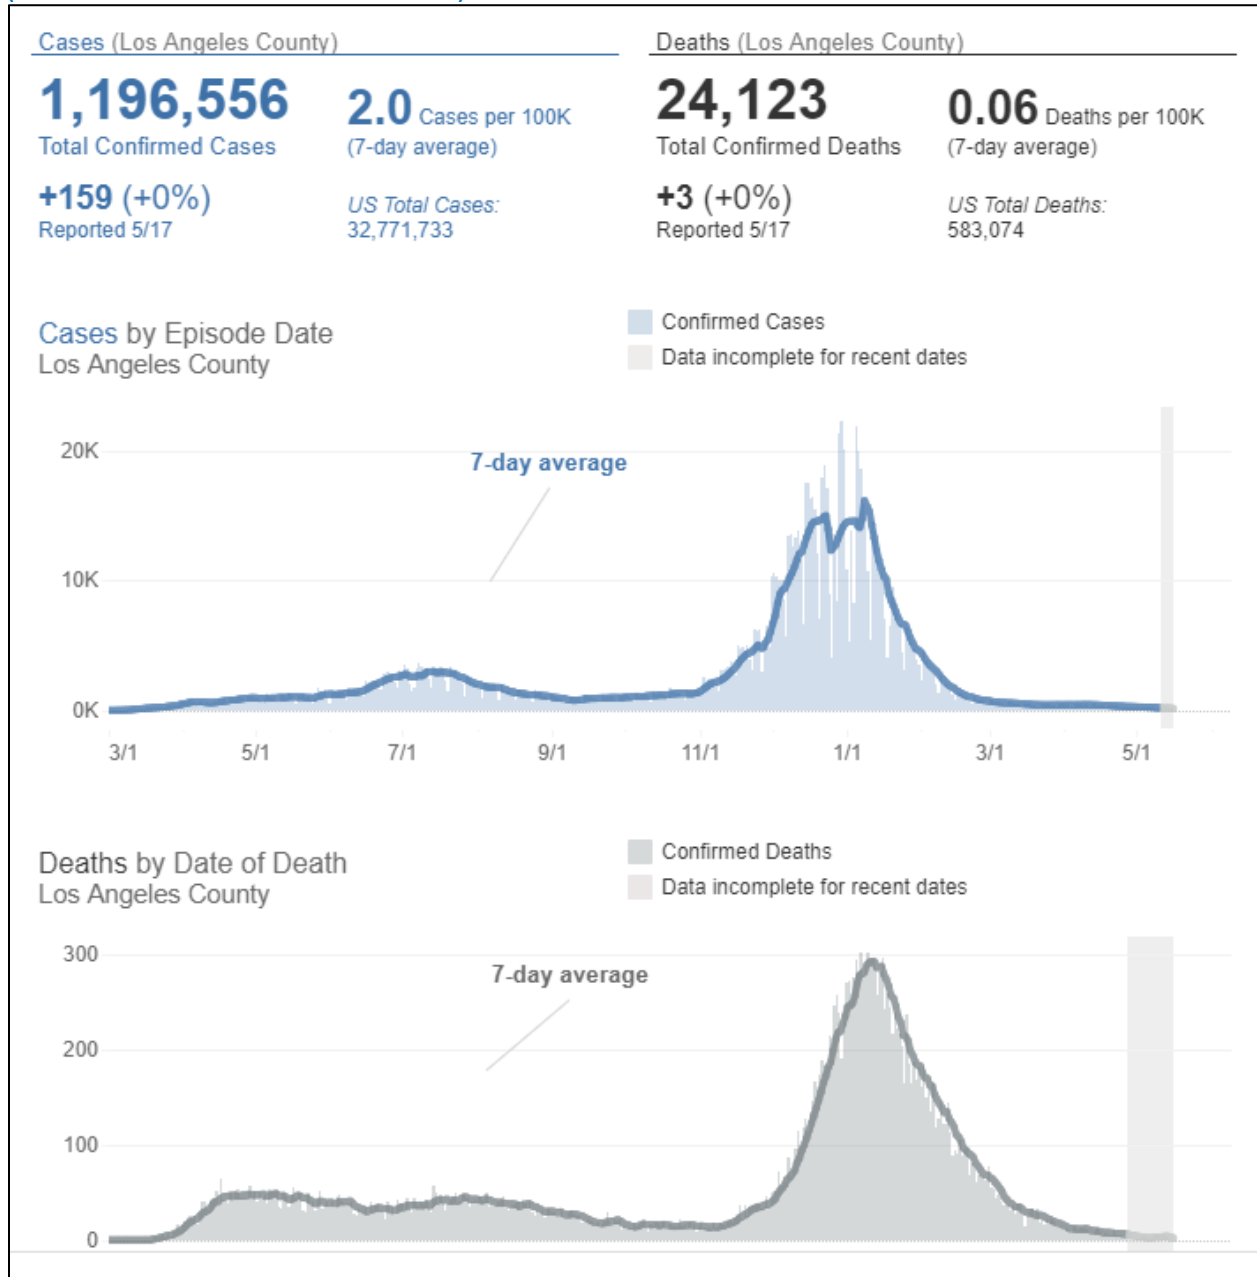 Cases (Los Angeles County)
1,196,556
Total Confirmed Cases
2.0 Cases per 100K
(7-day average)
+159 (+0%)
Reported 5/17
US Total Cases:
32,771,733
Deaths (Los Angeles County)
24,123
Total Confirmed Deaths
0.06 Deaths per 100K
(7-day average)
+3 (+0%)
Reported 5/17
US Total Deaths:
583,074
Cases by Episode Date
Los Angeles County
Confirmed Cases
Data incomplete for recent dates
7-day average
20K
10K
0K
3/1 5/1 7/1 9/1 11/1 1/1 3/1 5/1
Deaths by Date of Death
Los Angeles County
Confirmed Deaths
Data incomplete for recent dates
7-day average
300
200
100
0